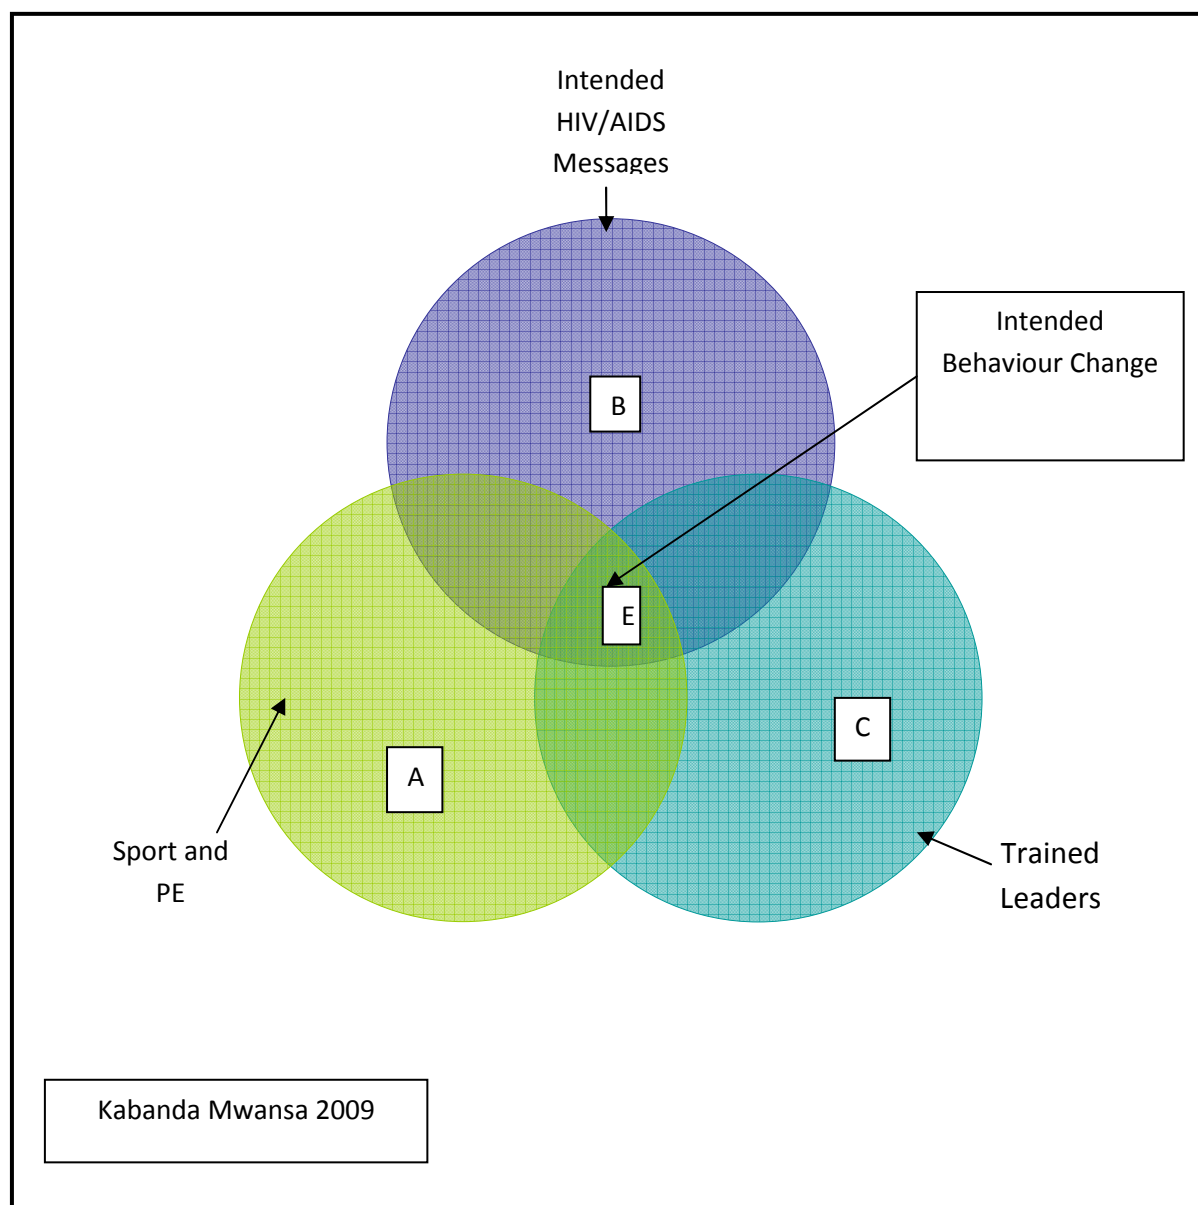 Intended
HIV/AIDS
Messages
Intended
Behaviour Change
B
E
C
A
Sport and
PE
Trained
Leaders
Kabanda Mwansa 2009